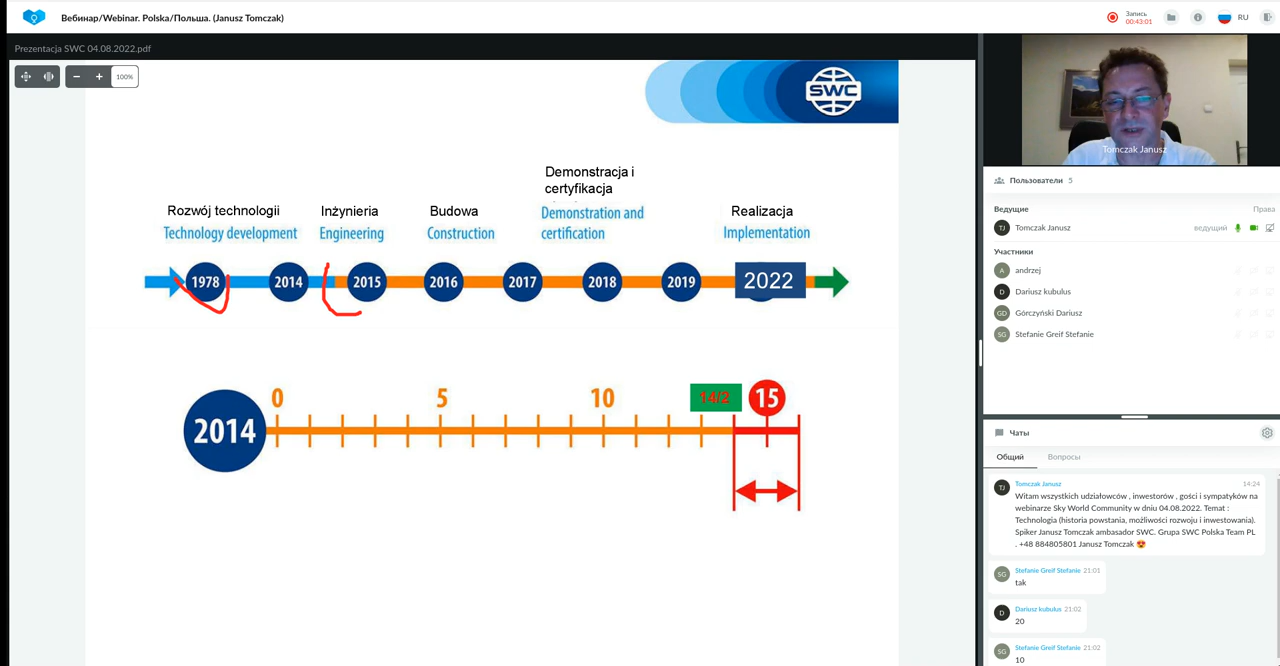 Вебинар/Webinar. Polska/Польша. (Janusz Tomczak)
Запись
00:43:01
RU
Prezentacja SWC 04.08.2022.pdf
100%
SWC
Demonstracja i
certyfikacja
Rozwój technologii
Inżynieria
Budowa
Realizacja
Technology development
Engineering
Construction
Demonstration and
certification
Implementation
1978
2014
2015
2016
2017
2018
2019
2022
0
5
10
14/2
15
2014
Tomczak Janusz
Пользователи 5
Ведущие
Права
TJ
Tomczak Janusz
ведущий
Участники
A
andrzej
D
Dariusz kubulus
GD
Górczyński Dariusz
SG
Stefanie Greif Stefanie
Чаты
Общий
Вопросы
TJ
Tomczak Janusz
14:24
Witam wszystkich udziałowców , inwestorów , gości i sympatyków na
webinarze Sky World Community w dniu 04.08.2022. Temat :
Technologia (historia powstania, możliwości rozwoju i inwestowania).
Spiker Janusz Tomczak ambasador SWC. Grupa SWC Polska Team PL
. +48 884805801 Janusz Tomczak 😍
SG
Stefanie Greif Stefanie 21:01
tak
D
Dariusz kubulus 21:02
20
SG
Stefanie Greif Stefanie 21:02
10